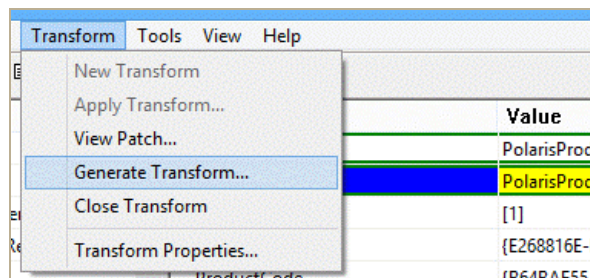 Transform Tools View Help
New Transform
Apply Transform...
View Patch...
Generate Transform...
Close Transform
Transform Properties...
Value
PolarisProd
PolarisProd
[1]
{E268816E-
ProductCode